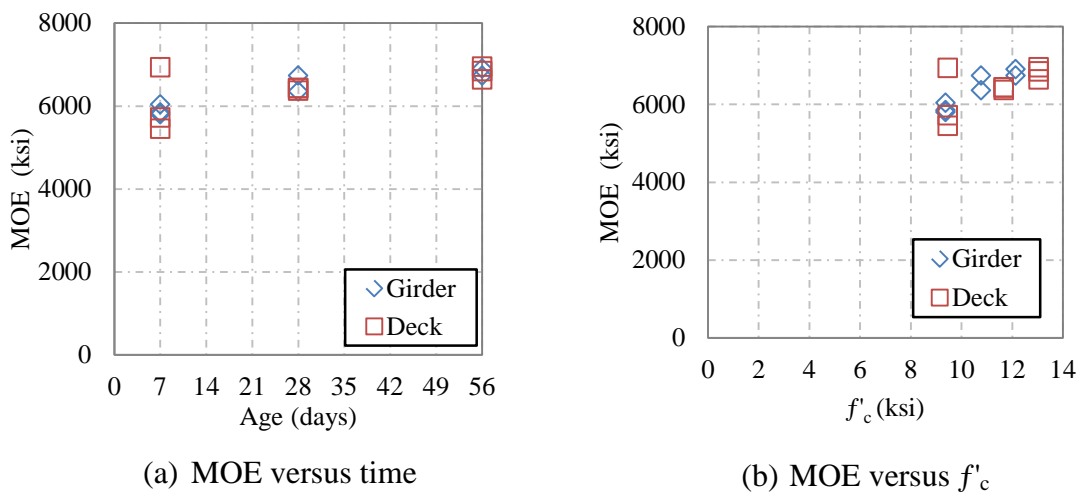 8000
6000
4000
2000
0
MOE (ksi)
Girder
Deck
0 7 14 21 28 35 42 49 56
Age (days)
(a) MOE versus time
8000
6000
4000
2000
0
MOE (ksi)
Girder
Deck
0 2 4 6 8 10 12 14
f'c (ksi)
(b) MOE versus f'c